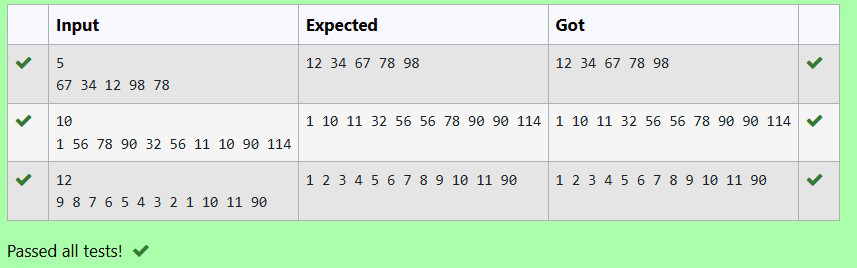 Input Expected Got
5
67 34 12 98 78
12 34 67 78 98
12 34 67 78 98
10
1 56 78 90 32 56 11 10 90 114
1 10 11 32 56 56 78 90 90 114
1 10 11 32 56 56 78 90 90 114
12
9 8 7 6 5 4 3 2 1 10 11 90
1 2 3 4 5 6 7 8 9 10 11 90
1 2 3 4 5 6 7 8 9 10 11 90
Passed all tests!